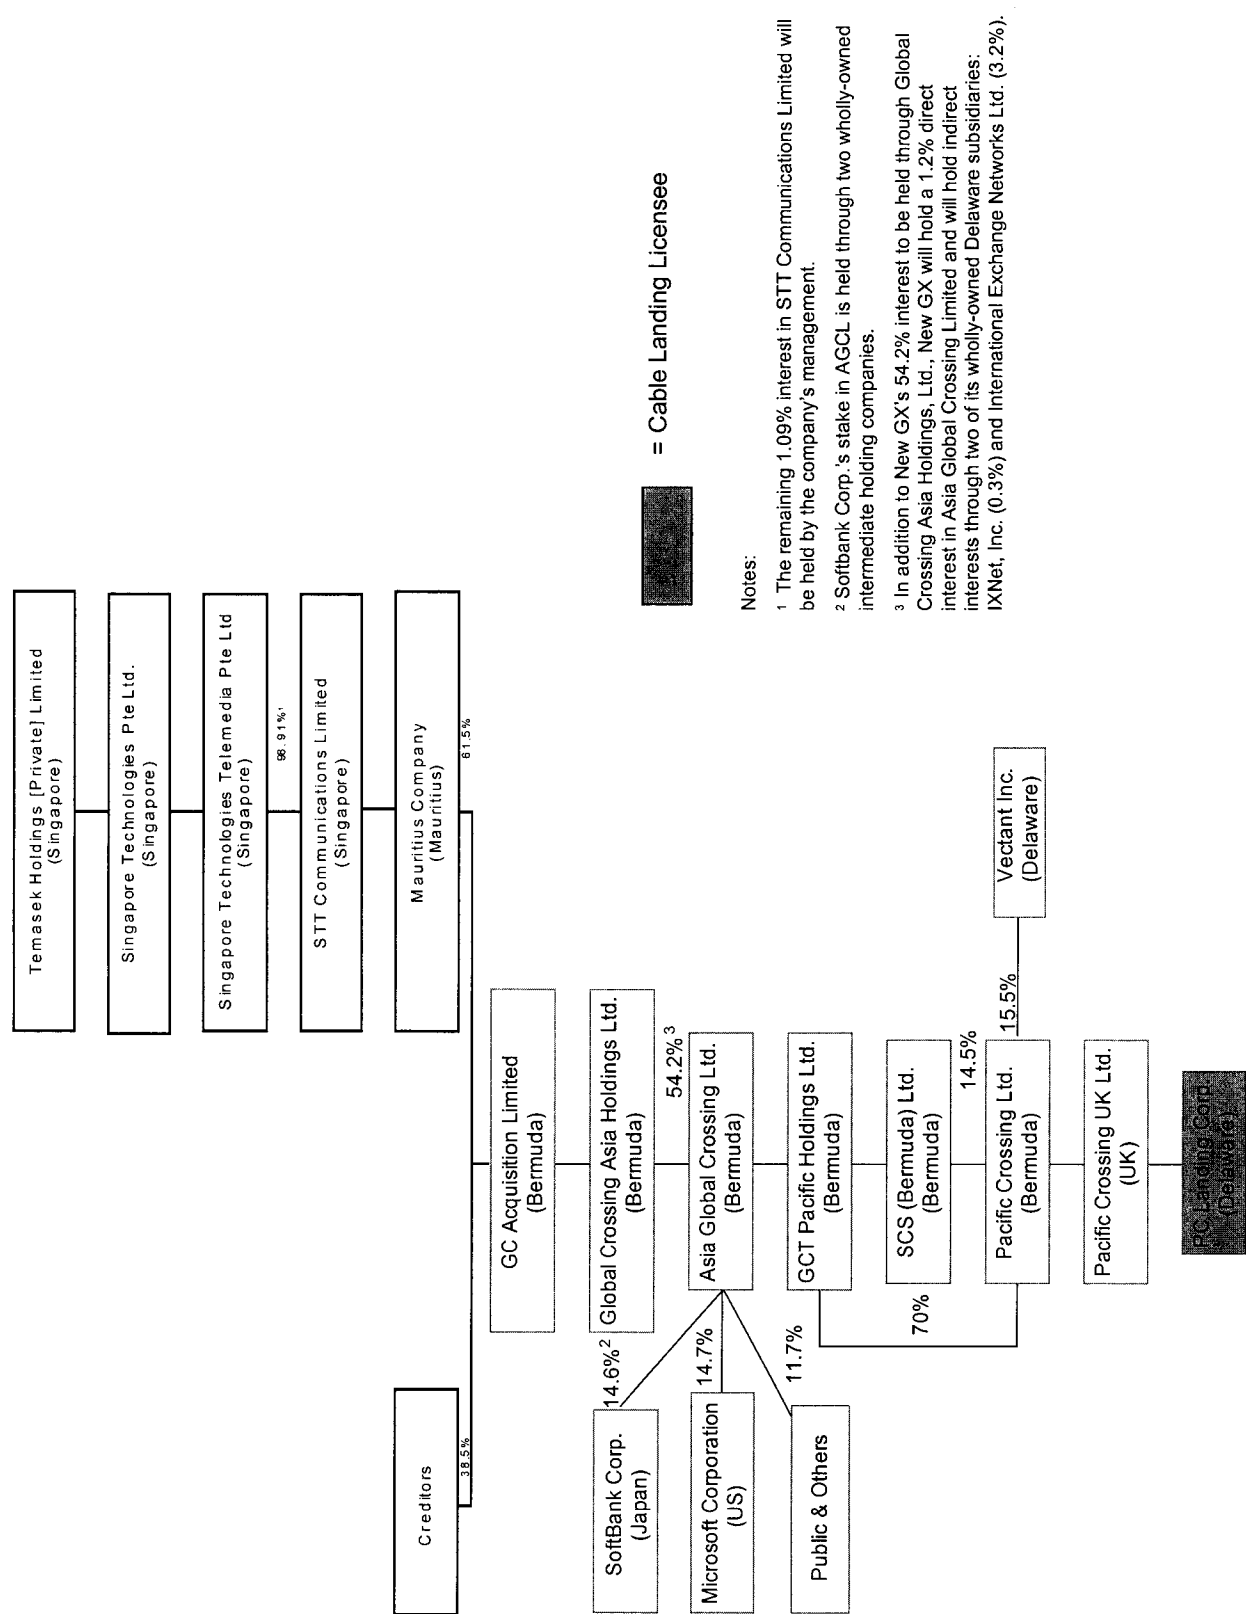 Temasek Holdings [Private] Limited
(Singapore)
Singapore Technologies Pte Ltd.
(Singapore)
Singapore Technologies Telemedia Pte Ltd
(Singapore)
98.91%¹
STT Communications Limited
(Singapore)
Creditors
Mauritius Company
(Mauritius)
38.5%
61.5%
GC Acquisition Limited
(Bermuda)
SoftBank Corp.
(Japan)
14.6%²
Global Crossing Asia Holdings Ltd.
(Bermuda)
54.2%³
Microsoft Corporation
(US)
14.7%
Asia Global Crossing Ltd.
(Bermuda)
Public & Others
11.7%
GCT Pacific Holdings Ltd.
(Bermuda)
70%
SCS (Bermuda) Ltd.
(Bermuda)
14.5%
Pacific Crossing Ltd.
(Bermuda)
15.5%
Vectant Inc.
(Delaware)
Pacific Crossing UK Ltd.
(UK)
PC Landing Corp.
(Delaware)
= Cable Landing Licensee
Notes:
¹ The remaining 1.09% interest in STT Communications Limited will
be held by the company's management.
² Softbank Corp.'s stake in AGCL is held through two wholly-owned
intermediate holding companies.
³ In addition to New GX's 54.2% interest to be held through Global
Crossing Asia Holdings, Ltd., New GX will hold a 1.2% direct
interest in Asia Global Crossing Limited and will hold indirect
interests through two of its wholly-owned Delaware subsidiaries:
IXNet, Inc. (0.3%) and International Exchange Networks Ltd. (3.2%).